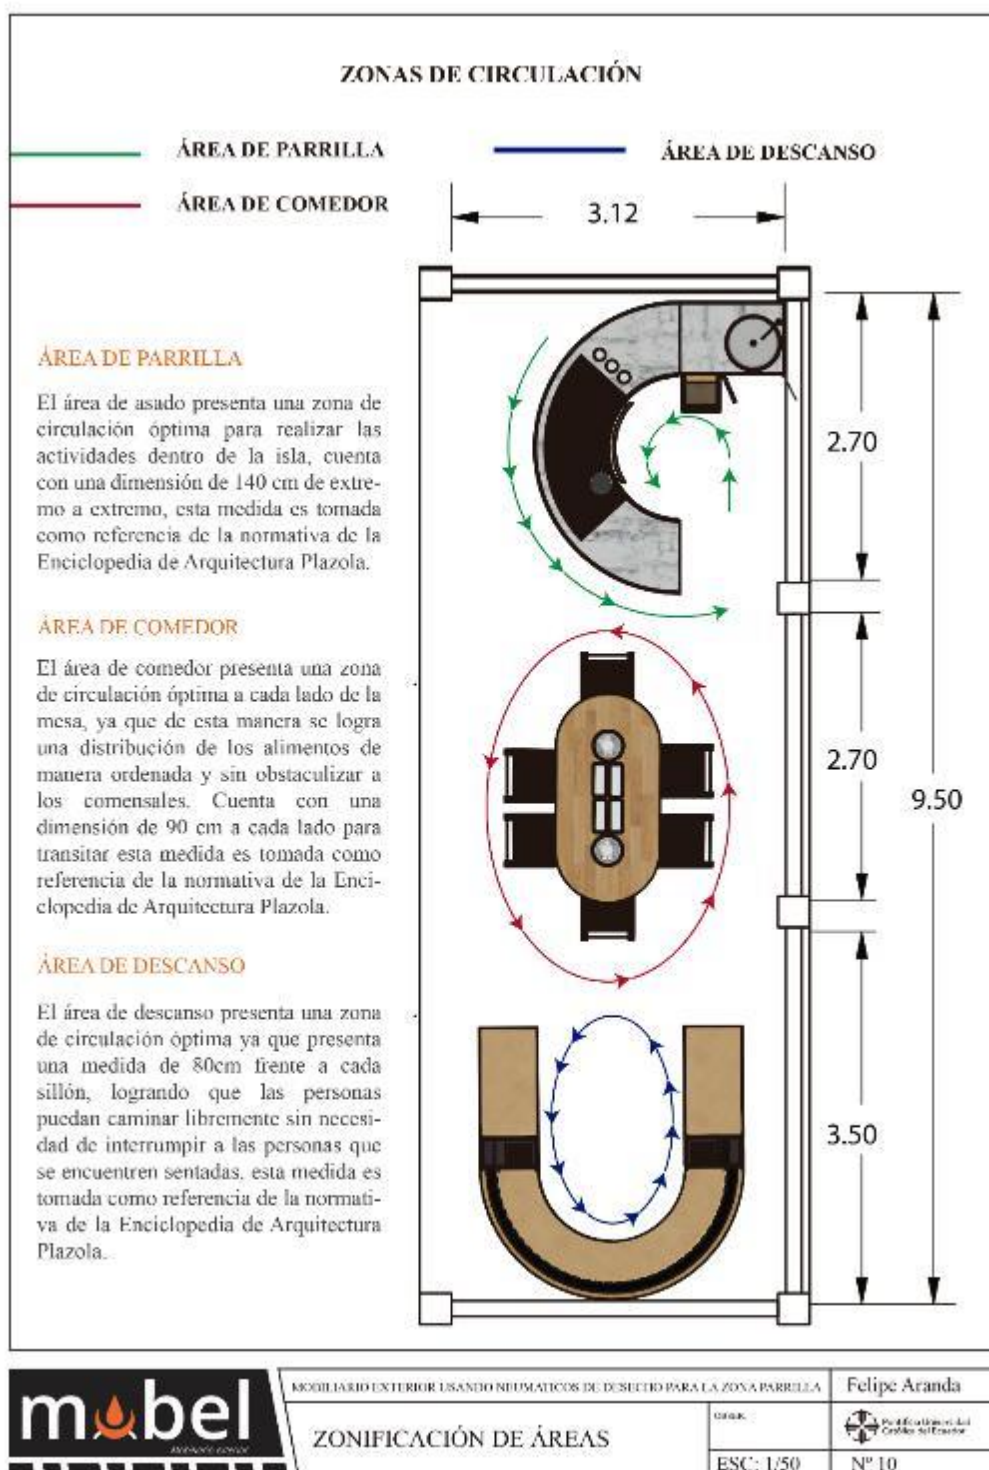 ZONAS DE CIRCULACIÓN
ÁREA DE PARRILLA
ÁREA DE DESCANSO
ÁREA DE COMEDOR
3.12
ÁREA DE PARRILLA
El área de asado presenta una zona de
circulación óptima para realizar las
actividades dentro de la isla, cuenta
con una dimensión de 140 cm de extre-
mo a extremo, esta medida es tomada
como referencia de la normativa de la
Enciclopedia de Arquitectura Plazola.
2.70
ÁREA DE COMEDOR
El área de comedor presenta una zona
de circulación óptima a cada lado de la
mesa, ya que de esta manera se logra
una distribución de los alimentos de
manera ordenada y sin obstaculizar a
los comensales. Cuenta con una
dimensión de 90 cm a cada lado para
transitar esta medida es tomada como
referencia de la normativa de la Enci-
clopedia de Arquitectura Plazola.
2.70
9.50
ÁREA DE DESCANSO
El área de descanso presenta una zona
de circulación óptima ya que presenta
una medida de 80cm frente a cada
sillón, logrando que las personas
puedan caminar libremente sin necesi-
dad de interrumpir a las personas que
se encuentren sentadas. esta medida es
tomada como referencia de la normati-
va de la Enciclopedia de Arquitectura
Plazola.
3.50
mobel
MOBILIARIO EXTERIOR USANDO NEUMATICOS DE DESECHO PARA LA ZONA PARRILLA
Felipe Aranda
ZONIFICACIÓN DE ÁREAS
Pontificia Universidad
Católica del Ecuador
ESC: 1/50
Nº 10